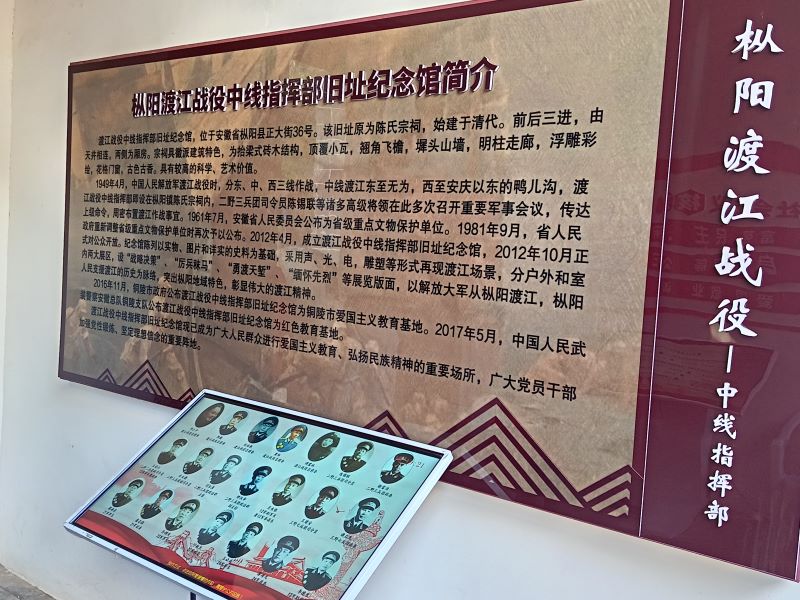 枞阳渡江战役中线指挥部旧址纪念馆简介
渡江战役中线指挥部旧址纪念馆，位于安徽省枞阳县正大街36号。该旧址原为陈氏宗祠，始建于清代。前后三进，由
天井相连，两侧为厢房。宗祠具徽派建筑特色，为抬梁式砖木结构，顶覆小瓦，翘角飞檐，墀头山墙，明柱走廊，浮雕彩
绘，花格门窗，古色古香。具有较高的科学、艺术价值。
1949年4月，中国人民解放军渡江战役时，分东、中、西三线作战，中线渡江东至无为，西至安庆以东的鸭儿沟，渡
江战役中线指挥部即设在枞阳镇陈氏宗祠内，二野三兵团司令员陈锡联等诸多高级将领在此多次召开重要军事会议，传达
上级命令，周密布置渡江作战事宜。1961年7月，安徽省人民委员会公布为省级重点文物保护单位。1981年9月，省人民
政府重新调整省级重点文物保护单位时再次予以公布。2012年4月，成立渡江战役中线指挥部旧址纪念馆，2012年10月正
式对公众开放。纪念馆陈列以实物、图片和详实的史料为基础，采用声、光、电，雕塑等形式再现渡江场景，分户外和室
内两大展区，设“战略决策”、“厉兵秣马”、“勇渡天堑”、“缅怀先烈”等展览版面，以解放大军从枞阳渡江，枞阳
人民支援渡江的历史为脉络，突出枞阳地域特色，彰显伟大的渡江精神。
2016年11月，铜陵市政府公布渡江战役中线指挥部旧址纪念馆为铜陵市爱国主义教育基地。2017年5月，中国人民武
装警察安徽总队铜陵支队公布渡江战役中线指挥部旧址纪念馆为红色教育基地。
渡江战役中线指挥部旧址纪念馆现已成为广大人民群众进行爱国主义教育、弘扬民族精神的重要场所，广大党员干部
加强党性锻炼、坚定理想信念的重要阵地。
枞阳渡江战役—中线指挥部